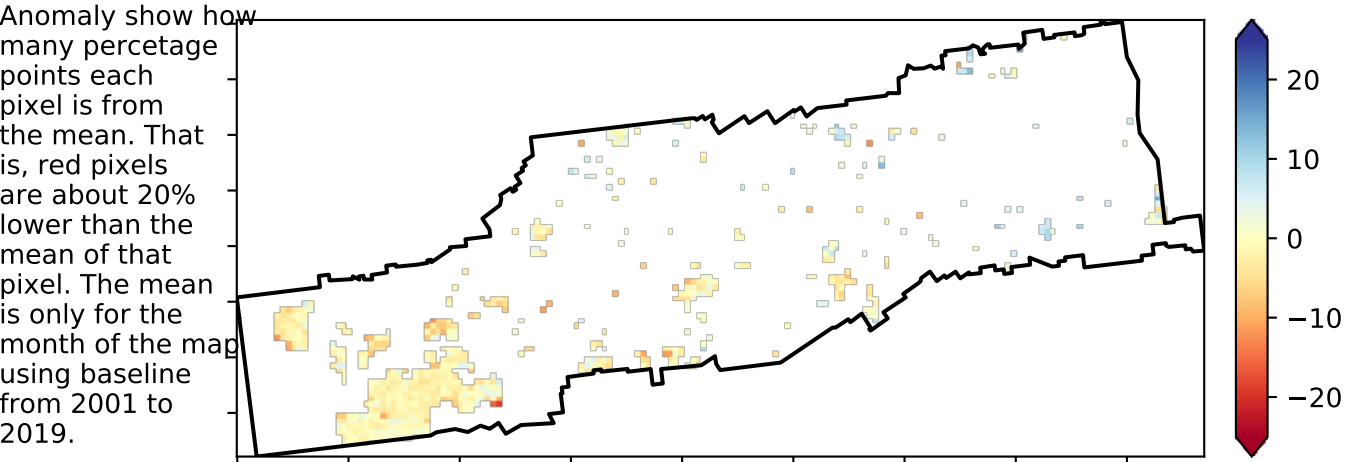 Anomaly show how
many percetage
points each
pixel is from
the mean. That
is, red pixels
are about 20%
lower than the
mean of that
pixel. The mean
is only for the
month of the map
using baseline
from 2001 to
2019.
20
10
0
−10
−20